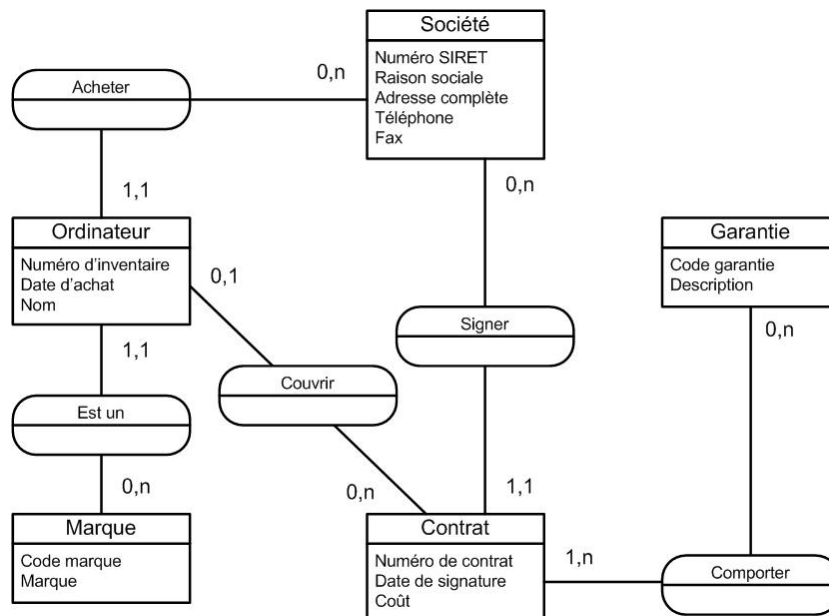 Société
Numéro SIRET
Raison sociale
Adresse complète
Téléphone
Fax
0,n
Acheter
1,1
0,n
Ordinateur
Numéro d'inventaire
Date d'achat
Nom
0,1
Garantie
Code garantie
Description
Signer
1,1
0,n
Couvrir
Est un
0,n
0,n
1,1
Marque
Code marque
Marque
Contrat
Numéro de contrat
Date de signature
Coût
1,n
Comporter